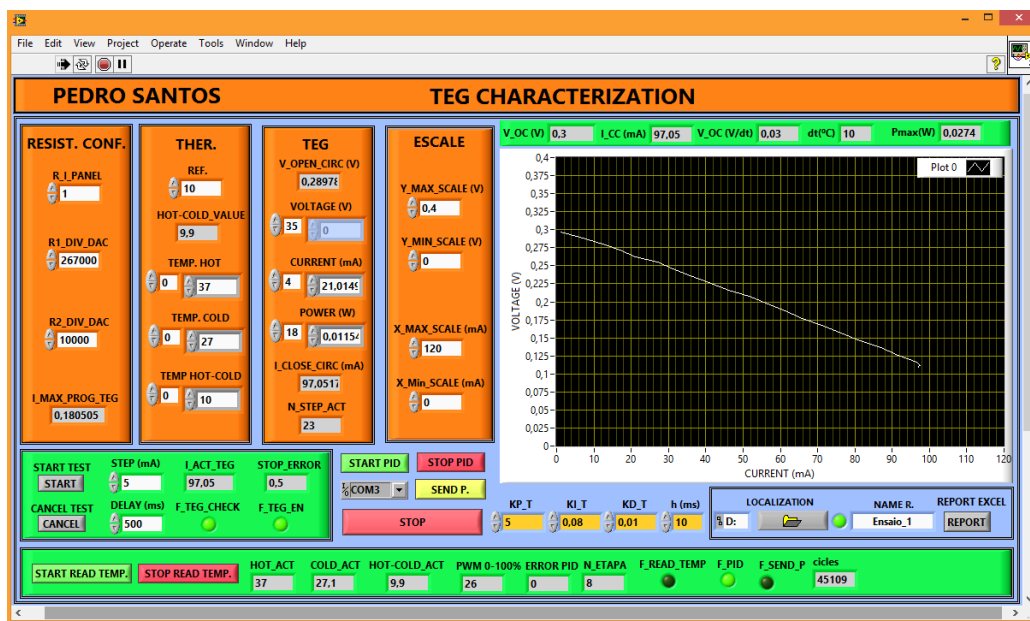 File Edit View Project Operate Tools Window Help
PEDRO SANTOS
TEG CHARACTERIZATION
RESIST. CONF.
R_I_PANEL
1
R1_DIV_DAC
267000
R2_DIV_DAC
10000
I_MAX_PROG_TEG
0,180505
THER.
REF.
10
HOT-COLD_VALUE
9,9
TEMP. HOT
0 37
TEMP. COLD
0 27
TEMP HOT-COLD
0 10
TEG
V_OPEN_CIRC (V)
0,28978
VOLTAGE (V)
35 0
CURRENT (mA)
4 21,0149
POWER (W)
18 0,01154
I_CLOSE_CIRC (mA)
97,0517
N_STEP_ACT
23
ESCALE
Y_MAX_SCALE (V)
0,4
Y_MIN_SCALE (V)
0
X_MAX_SCALE (mA)
120
X_Min_SCALE (mA)
0
V_OC (V) 0,3 I_CC (mA) 97,05 V_OC (V/dt) 0,03 dt(ºC) 10 Pmax(W) 0,0274
Plot 0
VOLTAGE (V)
0,4
0,375
0,35
0,325
0,3
0,275
0,25
0,225
0,2
0,175
0,15
0,125
0,1
0,075
0,05
0,025
0
0 10 20 30 40 50 60 70 80 90 100 110 120
CURRENT (mA)
START TEST STEP (mA) I_ACT_TEG STOP_ERROR
START 5 97,05 0,5
CANCEL TEST DELAY (ms) F_TEG_CHECK F_TEG_EN
CANCEL 500
START PID STOP PID
COM3 SEND P.
STOP
KP_T KI_T KD_T h (ms)
5 0,08 0,01 10
LOCALIZATION NAME R. REPORT EXCEL
D: Ensaio_1 REPORT
START READ TEMP. STOP READ TEMP.
HOT_ACT COLD_ACT HOT-COLD_ACT PWM 0-100% ERROR PID N_ETAPA F_READ_TEMP F_PID F_SEND_P cicles
37 27,1 9,9 26 0 8 45109